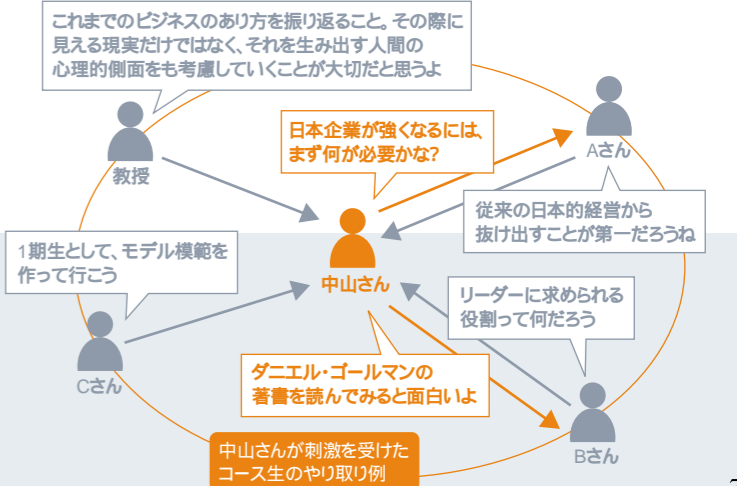 これまでのビジネスのあり方を振り返ること。その際に
見える現実だけではなく、それを生み出す人間の
心理的側面をも考慮していくことが大切だと思うよ
教授
日本企業が強くなるには、
まず何が必要かな?
Aさん
従来の日本的経営から
抜け出すことが第一だろうね
1期生として、モデル模範を
作って行こう
中山さん
リーダーに求められる
役割って何だろう
Cさん
ダニエル・ゴールマンの
著書を読んでみると面白いよ
Bさん
中山さんが刺激を受けた
コース生のやり取り例